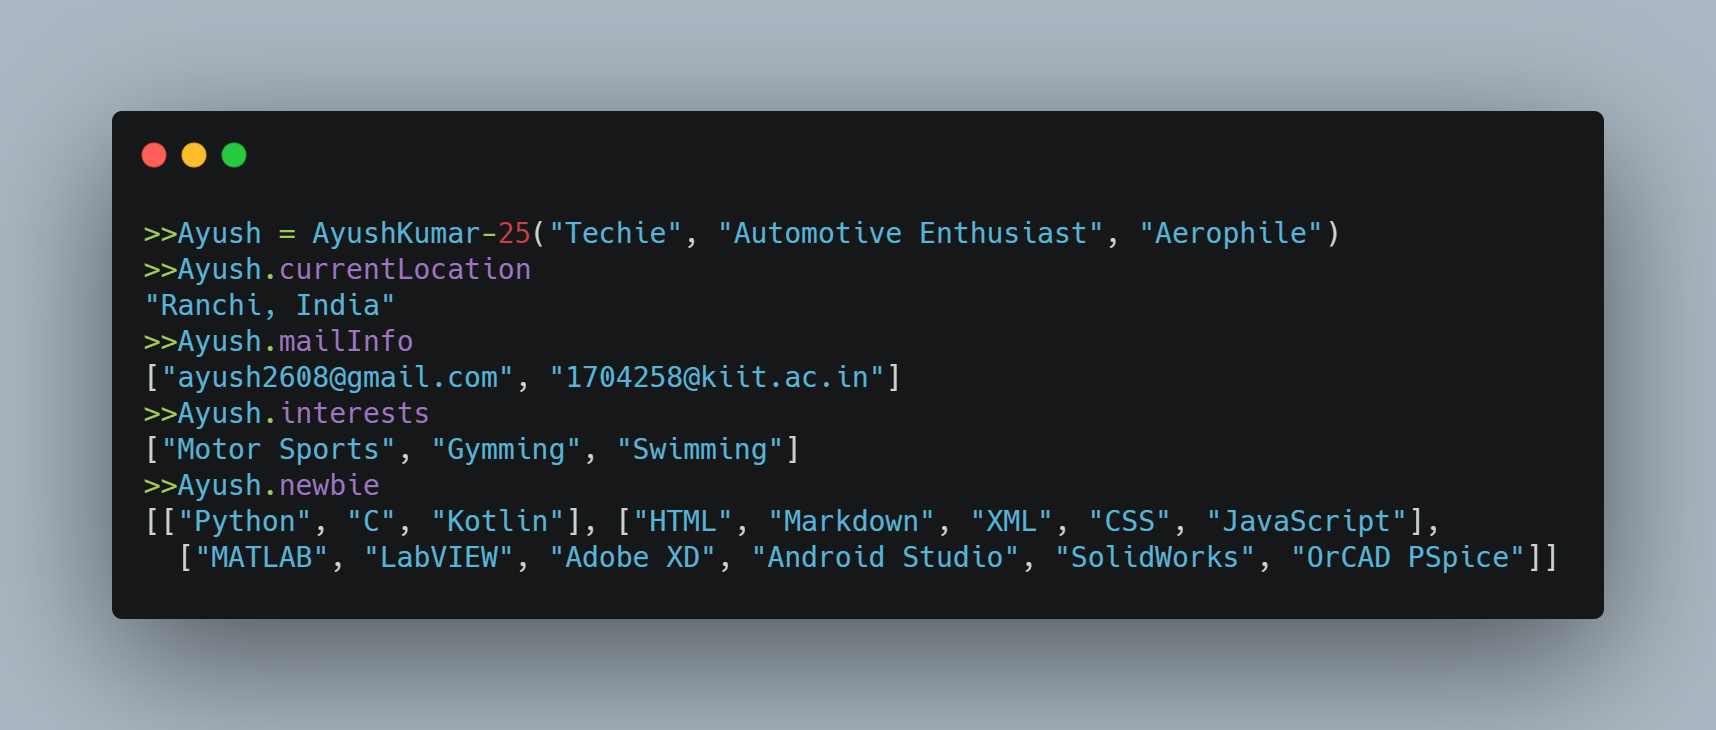 >>Ayush = AyushKumar-25("Techie", "Automotive Enthusiast", "Aerophile")
>>Ayush.currentLocation
"Ranchi, India"
>>Ayush.mailInfo
["ayush2608@gmail.com", "1704258@kiit.ac.in"]
>>Ayush.interests
["Motor Sports", "Gymming", "Swimming"]
>>Ayush.newbie
[["Python", "C", "Kotlin"], ["HTML", "Markdown", "XML", "CSS", "JavaScript"],
  ["MATLAB", "LabVIEW", "Adobe XD", "Android Studio", "SolidWorks", "OrCAD PSpice"]]